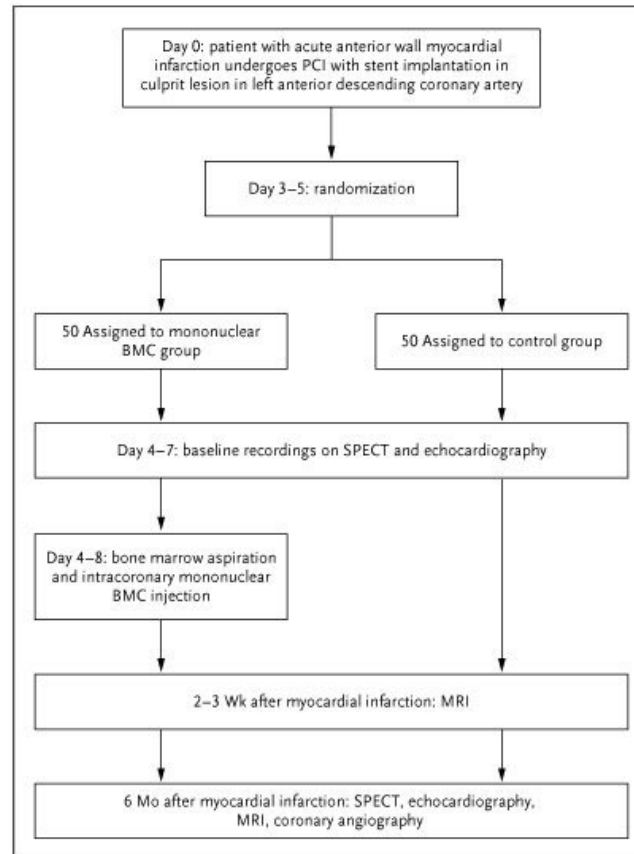 Day 0: patient with acute anterior wall myocardial
infarction undergoes PCI with stent implantation in
culprit lesion in left anterior descending coronary artery
Day 3–5: randomization
50 Assigned to mononuclear
BMC group
50 Assigned to control group
Day 4–7: baseline recordings on SPECT and echocardiography
Day 4–8: bone marrow aspiration
and intracoronary mononuclear
BMC injection
2–3 Wk after myocardial infarction: MRI
6 Mo after myocardial infarction: SPECT, echocardiography,
MRI, coronary angiography